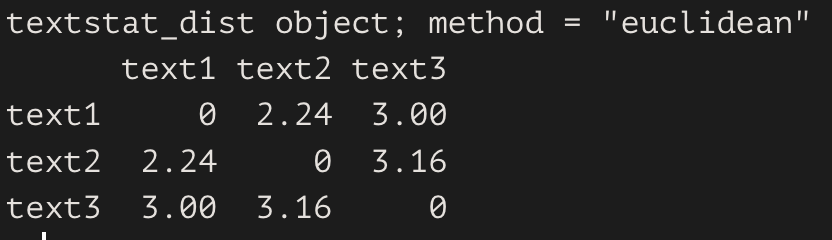 textstat_dist object; method = "euclidean"
      text1 text2 text3
text1     0  2.24  3.00
text2  2.24     0  3.16
text3  3.00  3.16     0